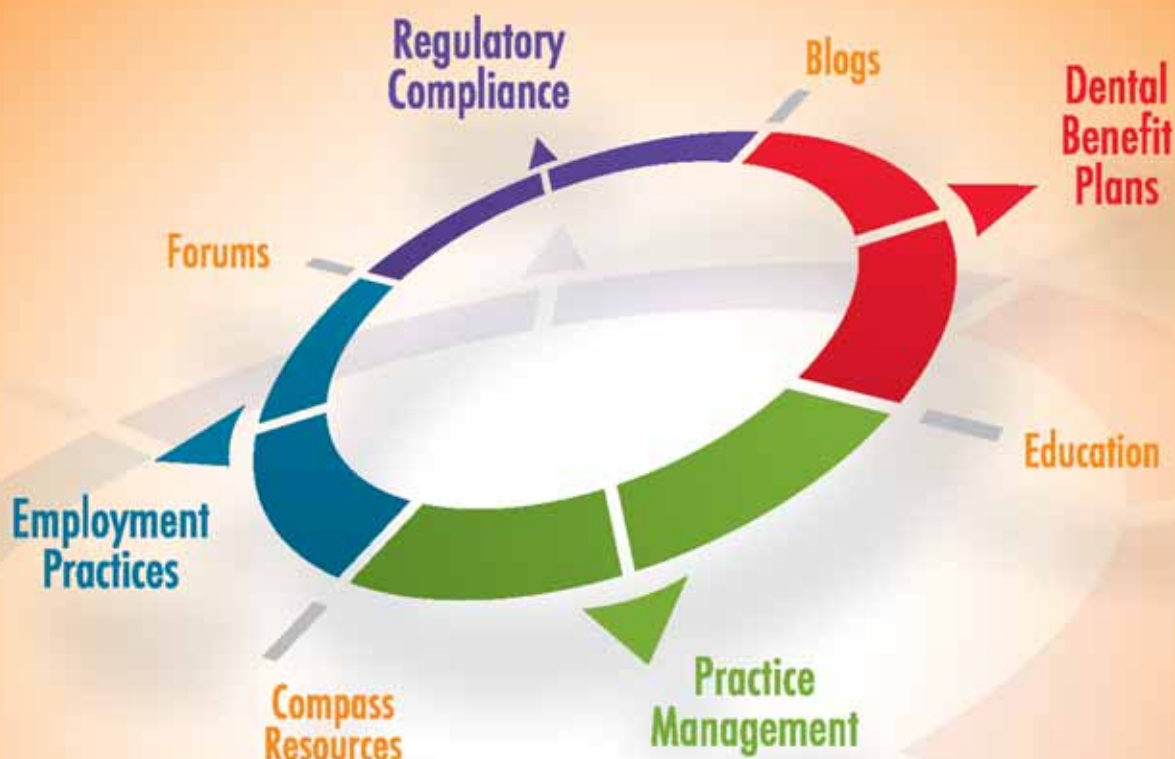 Regulatory
Compliance
Blogs
Dental
Benefit
Plans
Forums
Education
Employment
Practices
Compass
Resources
Practice
Management